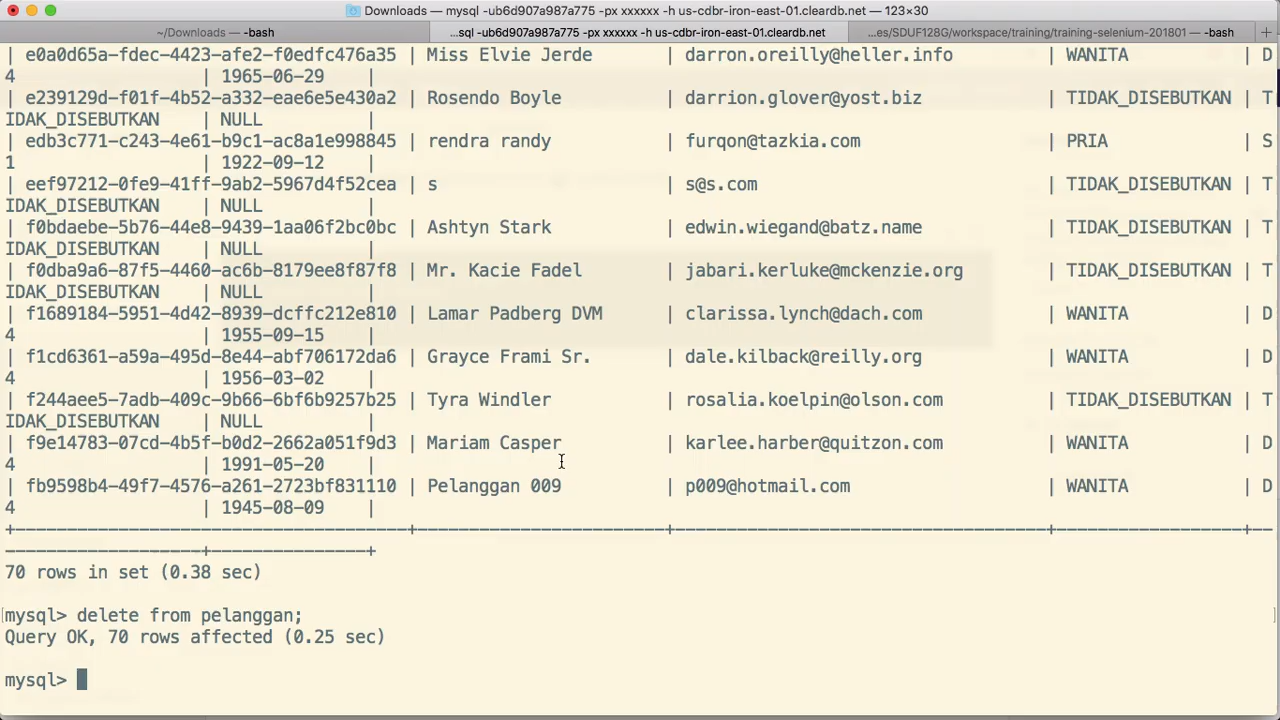 Downloads — mysql -ub6d907a987a775 -px xxxxxx -h us-cdbr-iron-east-01.cleardb.net — 123×30
~/Downloads — -bash
...sql -ub6d907a987a775 -px xxxxxx -h us-cdbr-iron-east-01.cleardb.net
...es/SDUF128G/workspace/training/training-selenium-201801 — -bash
+
| e0a0d65a-fdec-4423-afe2-f0edfc476a35 | Miss Elvie Jerde | darron.oreilly@heller.info | WANITA | D
4 | 1965-06-29 |
| e239129d-f01f-4b52-a332-eae6e5e430a2 | Rosendo Boyle | darrion.glover@yost.biz | TIDAK_DISEBUTKAN | T
IDAK_DISEBUTKAN | NULL |
| edb3c771-c243-4e61-b9c1-ac8a1e998845 | rendra randy | furqon@tazkia.com | PRIA | S
1 | 1922-09-12 |
| eef97212-0fe9-41ff-9ab2-5967d4f52cea | s | s@s.com | TIDAK_DISEBUTKAN | T
IDAK_DISEBUTKAN | NULL |
| f0bdaebe-5b76-44e8-9439-1aa06f2bc0bc | Ashtyn Stark | edwin.wiegand@batz.name | TIDAK_DISEBUTKAN | T
IDAK_DISEBUTKAN | NULL |
| f0dba9a6-87f5-4460-ac6b-8179ee8f87f8 | Mr. Kacie Fadel | jabari.kerluke@mckenzie.org | TIDAK_DISEBUTKAN | T
IDAK_DISEBUTKAN | NULL |
| f1689184-5951-4d42-8939-dcffc212e810 | Lamar Padberg DVM | clarissa.lynch@dach.com | WANITA | D
4 | 1955-09-15 |
| f1cd6361-a59a-495d-8e44-abf706172da6 | Grayce Frami Sr. | dale.kilback@reilly.org | WANITA | D
4 | 1956-03-02 |
| f244aee5-7adb-409c-9b66-6bf6b9257b25 | Tyra Windler | rosalia.koelpin@olson.com | TIDAK_DISEBUTKAN | T
IDAK_DISEBUTKAN | NULL |
| f9e14783-07cd-4b5f-b0d2-2662a051f9d3 | Mariam Casper | karlee.harber@quitzon.com | WANITA | D
4 | 1991-05-20 |
| fb9598b4-49f7-4576-a261-2723bf831110 | Pelanggan 009 | p009@hotmail.com | WANITA | D
4 | 1945-08-09 |
+--------------------------------------+------------------------+------------------------------------+------------------+--
-------------------+---------------+
70 rows in set (0.38 sec)
mysql> delete from pelanggan;
Query OK, 70 rows affected (0.25 sec)
mysql>